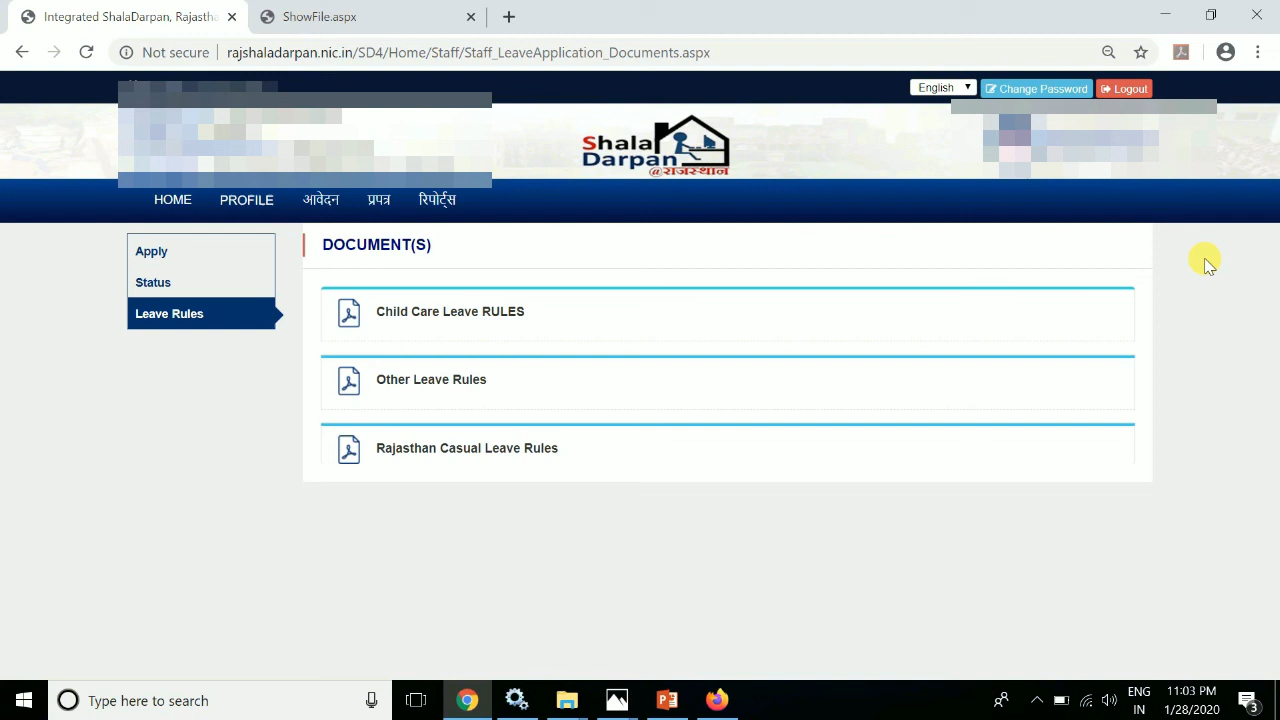 Integrated ShalaDarpan, Rajastha
ShowFile.aspx
Not secure
rajshaladarpan.nic.in/SD4/Home/Staff/Staff_LeaveApplication_Documents.aspx
English
Change Password
Logout
Shala
Darpan
@राजस्थान
HOME
PROFILE
आवेदन
प्रपत्र
रिपोर्ट्स
Apply
Status
Leave Rules
DOCUMENT(S)
Child Care Leave RULES
Other Leave Rules
Rajasthan Casual Leave Rules
Type here to search
ENG
IN
11:03 PM
1/28/2020
3